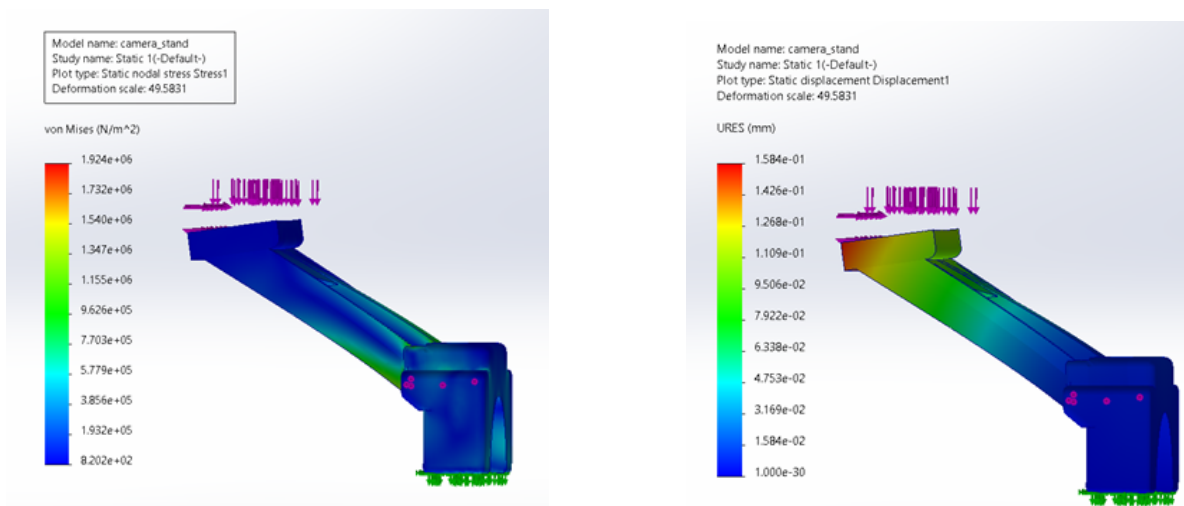 Model name: camera_stand
Study name: Static 1(-Default-)
Plot type: Static nodal stress Stress1
Deformation scale: 49.5831
von Mises (N/m^2)
1.924e+06
1.732e+06
1.540e+06
1.347e+06
1.155e+06
9.626e+05
7.703e+05
5.779e+05
3.856e+05
1.932e+05
8.202e+02
Model name: camera_stand
Study name: Static 1(-Default-)
Plot type: Static displacement Displacement1
Deformation scale: 49.5831
URES (mm)
1.584e-01
1.426e-01
1.268e-01
1.109e-01
9.506e-02
7.922e-02
6.338e-02
4.753e-02
3.169e-02
1.584e-02
1.000e-30